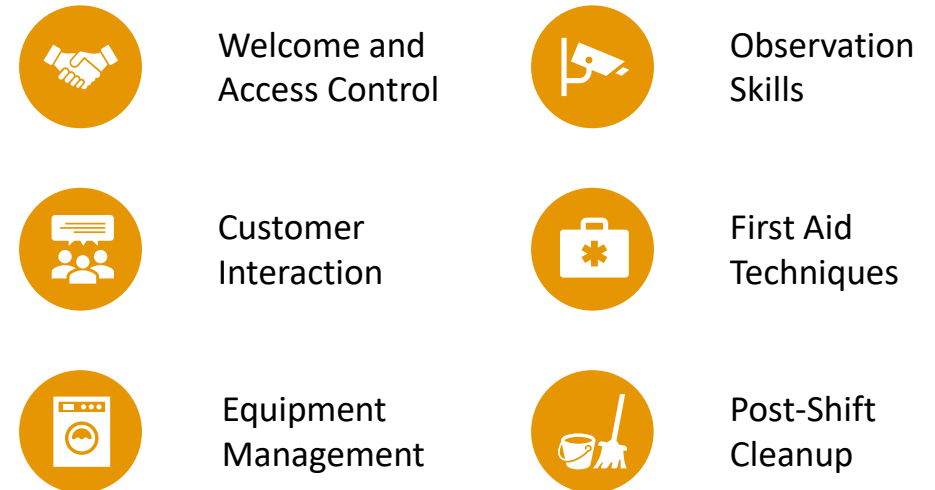 Welcome and
Access Control
Observation
Skills
Customer
Interaction
First Aid
Techniques
Equipment
Management
Post-Shift
Cleanup